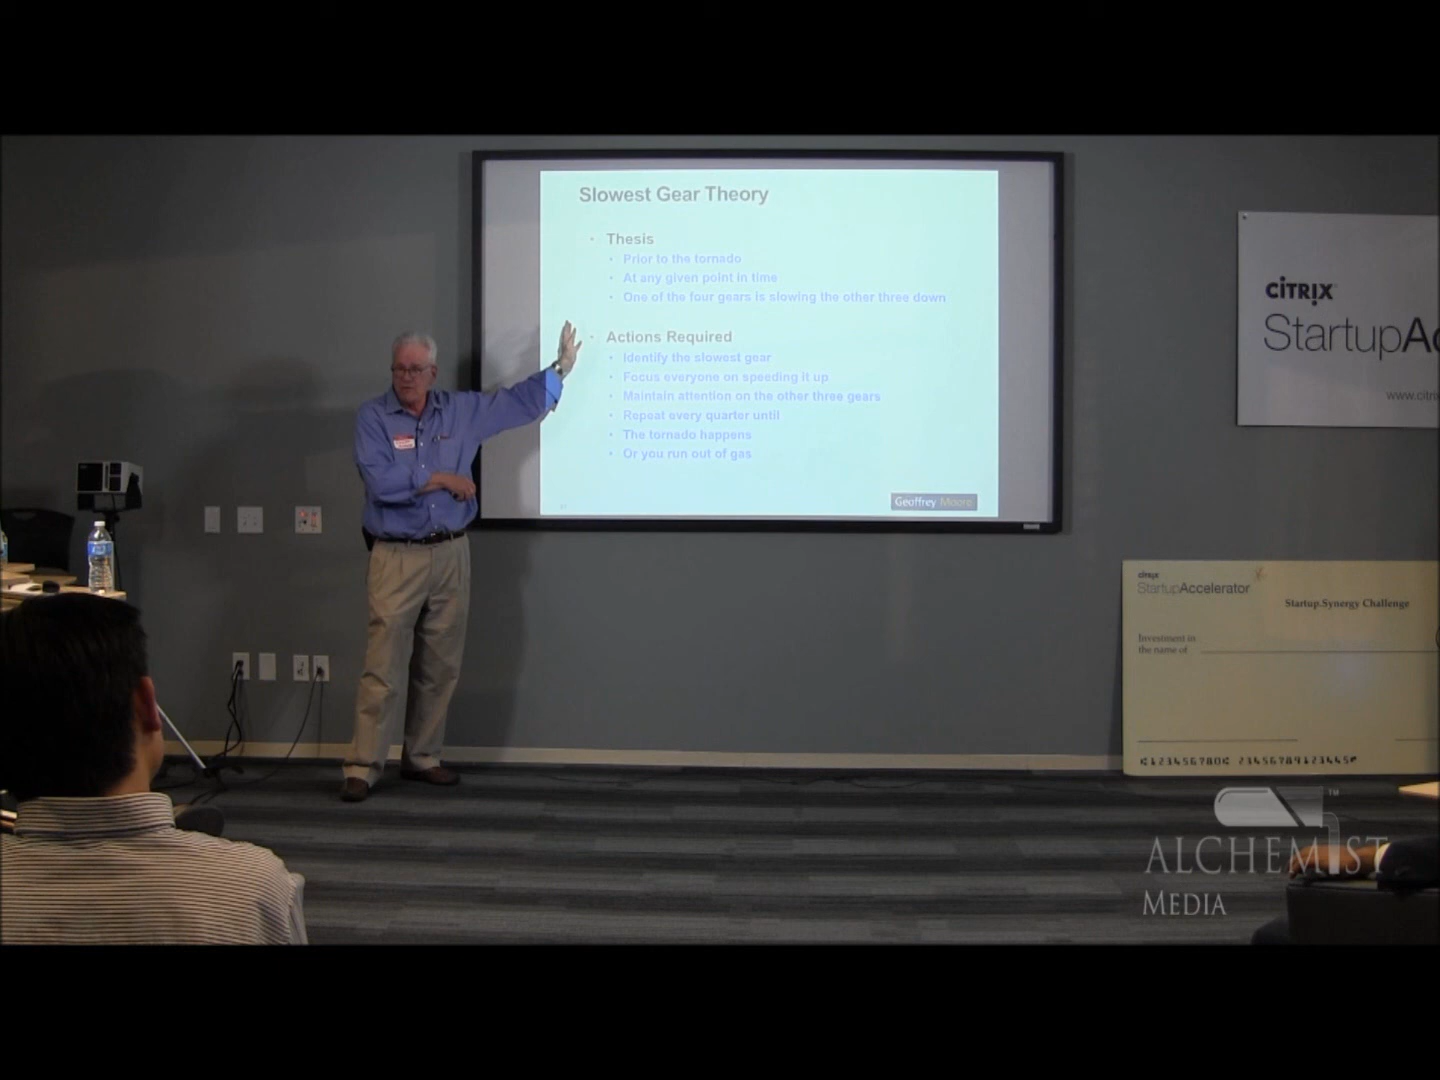 Slowest Gear Theory
• Thesis
• Prior to the tornado
• At any given point in time
• One of the four gears is slowing the other three down
• Actions Required
• Identify the slowest gear
• Focus everyone on speeding it up
• Maintain attention on the other three gears
• Repeat every quarter until
• The tornado happens
• Or you run out of gas
Geoffrey Moore
CITRIX
StartupAc
www.citri
citrix
StartupAccelerator
Startup.Synergy Challenge
Investment in
the name of
ALCHEMIST
MEDIA